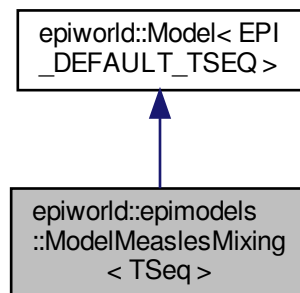 epiworld::Model< EPI
_DEFAULT_TSEQ >
epiworld::epimodels
::ModelMeaslesMixing
< TSeq >